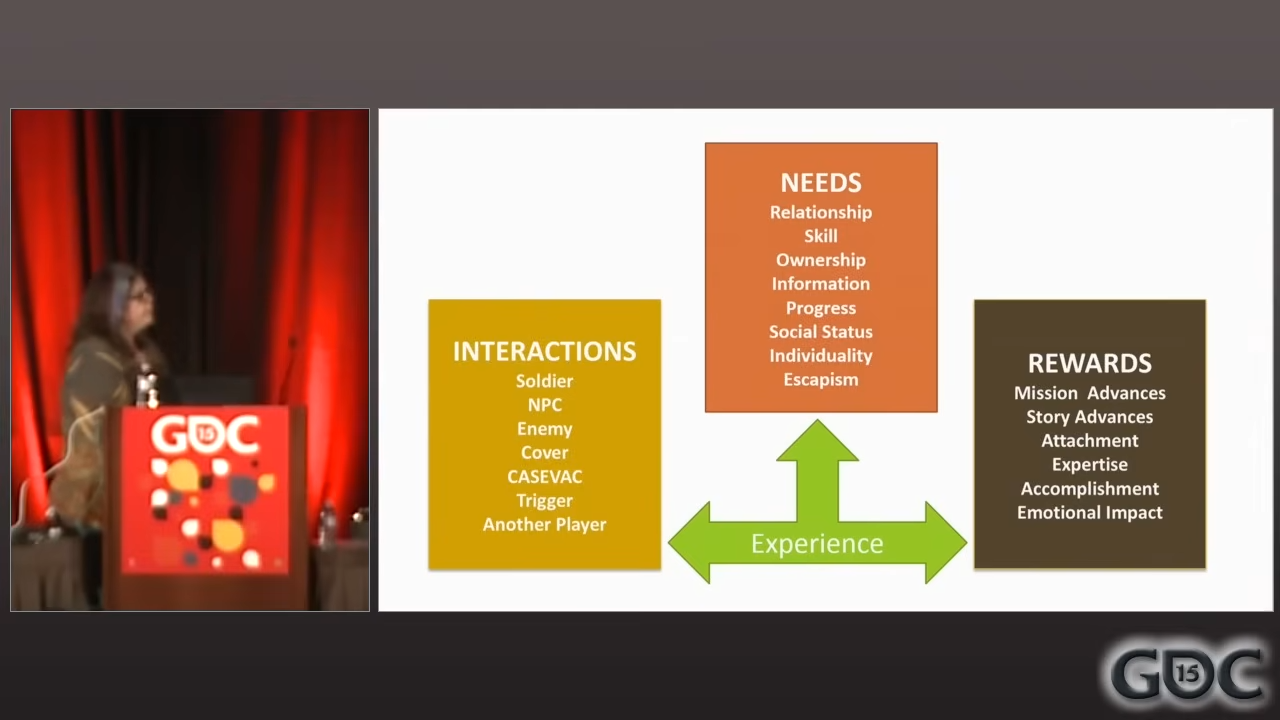 NEEDS
Relationship
Skill
Ownership
Information
Progress
Social Status
Individuality
Escapism
INTERACTIONS
Soldier
NPC
Enemy
Cover
CASEVAC
Trigger
Another Player
REWARDS
Mission Advances
Story Advances
Attachment
Expertise
Accomplishment
Emotional Impact
Experience
GDC
15
GDC
15